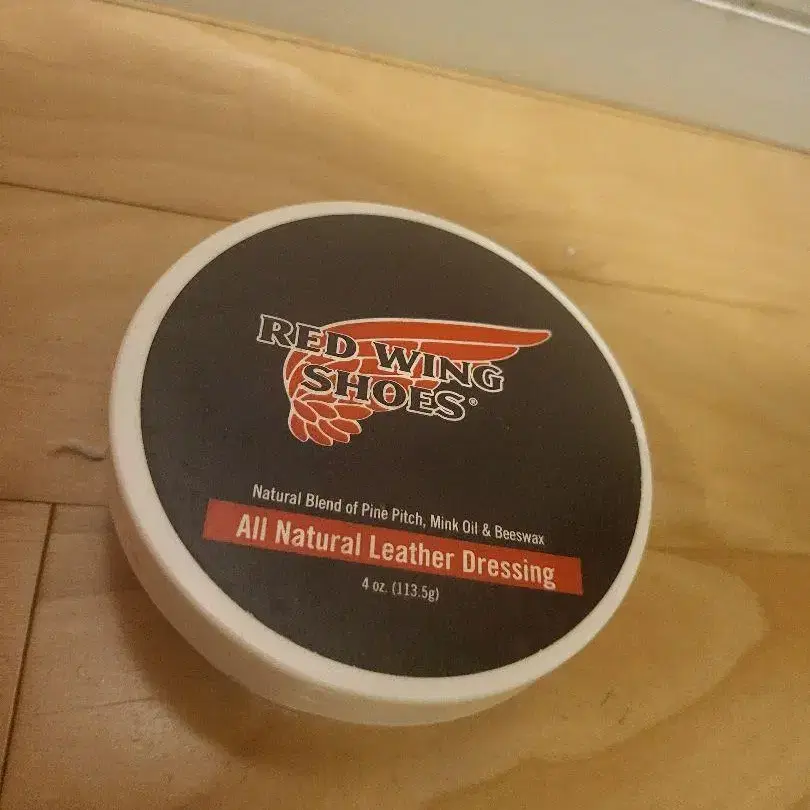 RED WING
SHOES®
Natural Blend of Pine Pitch, Mink Oil & Beeswax
All Natural Leather Dressing
4 oz. (113.5g)